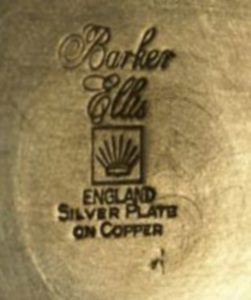 Barker
Ellis
ENGLAND
SILVER PLATE
ON COPPER